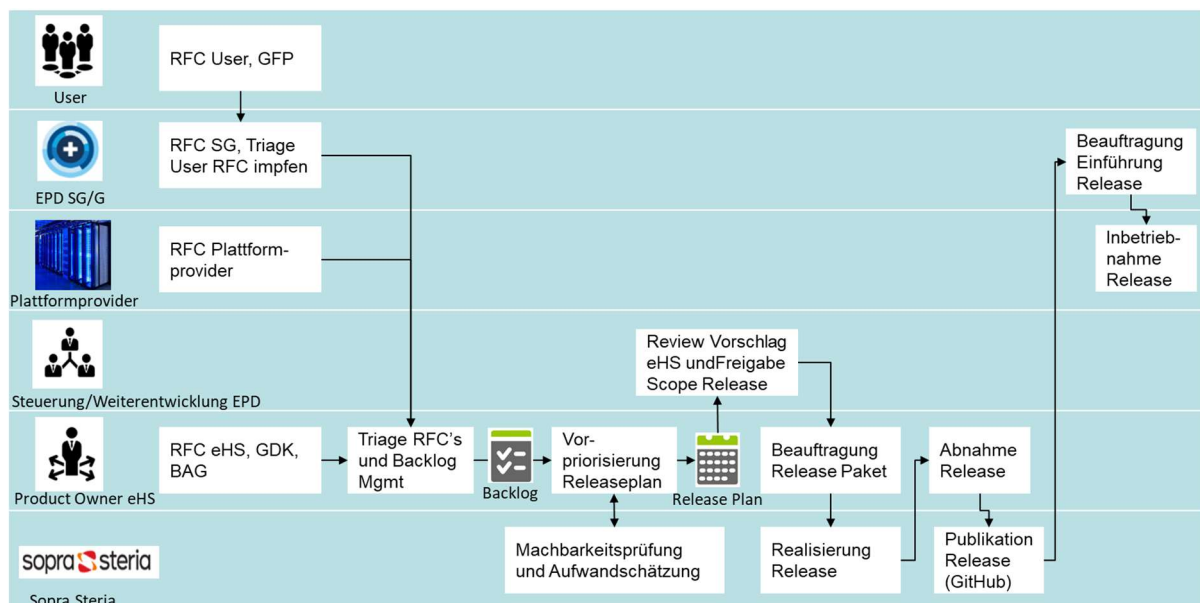 RFC User, GFP
User
RFC SG, Triage
User RFC impfen
EPD SG/G
Beauftragung
Einführung
Release
RFC Plattform-
provider
Plattformprovider
Inbetrieb-
nahme
Release
Review Vorschlag
eHS undFreigabe
Scope Release
Steuerung/Weiterentwicklung EPD
RFC eHS, GDK,
BAG
Product Owner eHS
Triage RFC's
und Backlog
Mgmt
Backlog
Vor-
priorisierung
Releaseplan
Release Plan
Beauftragung
Release Paket
Abnahme
Release
sopra steria
Sopra Steria
Machbarkeitsprüfung
und Aufwandschätzung
Realisierung
Release
Publikation
Release
(GitHub)